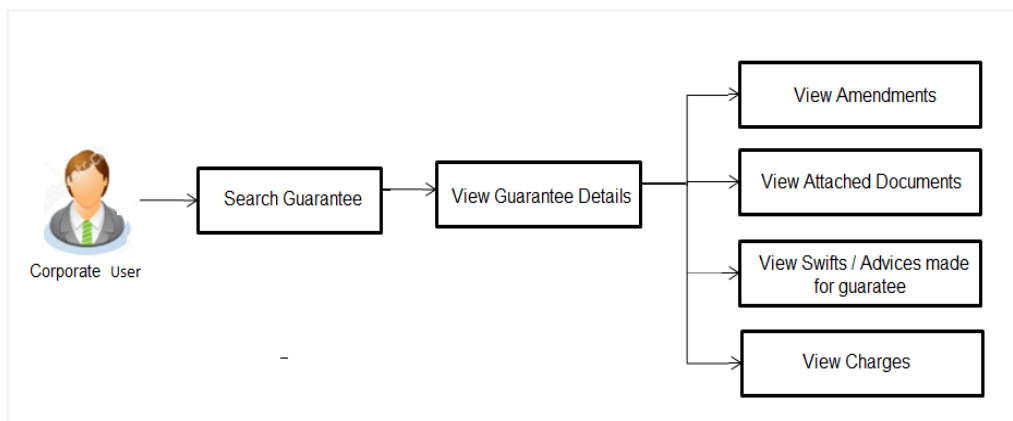 View Amendments
Search Guarantee
View Guarantee Details
View Attached Documents
Corporate User
View Swifts / Advices made
for guaratee
View Charges